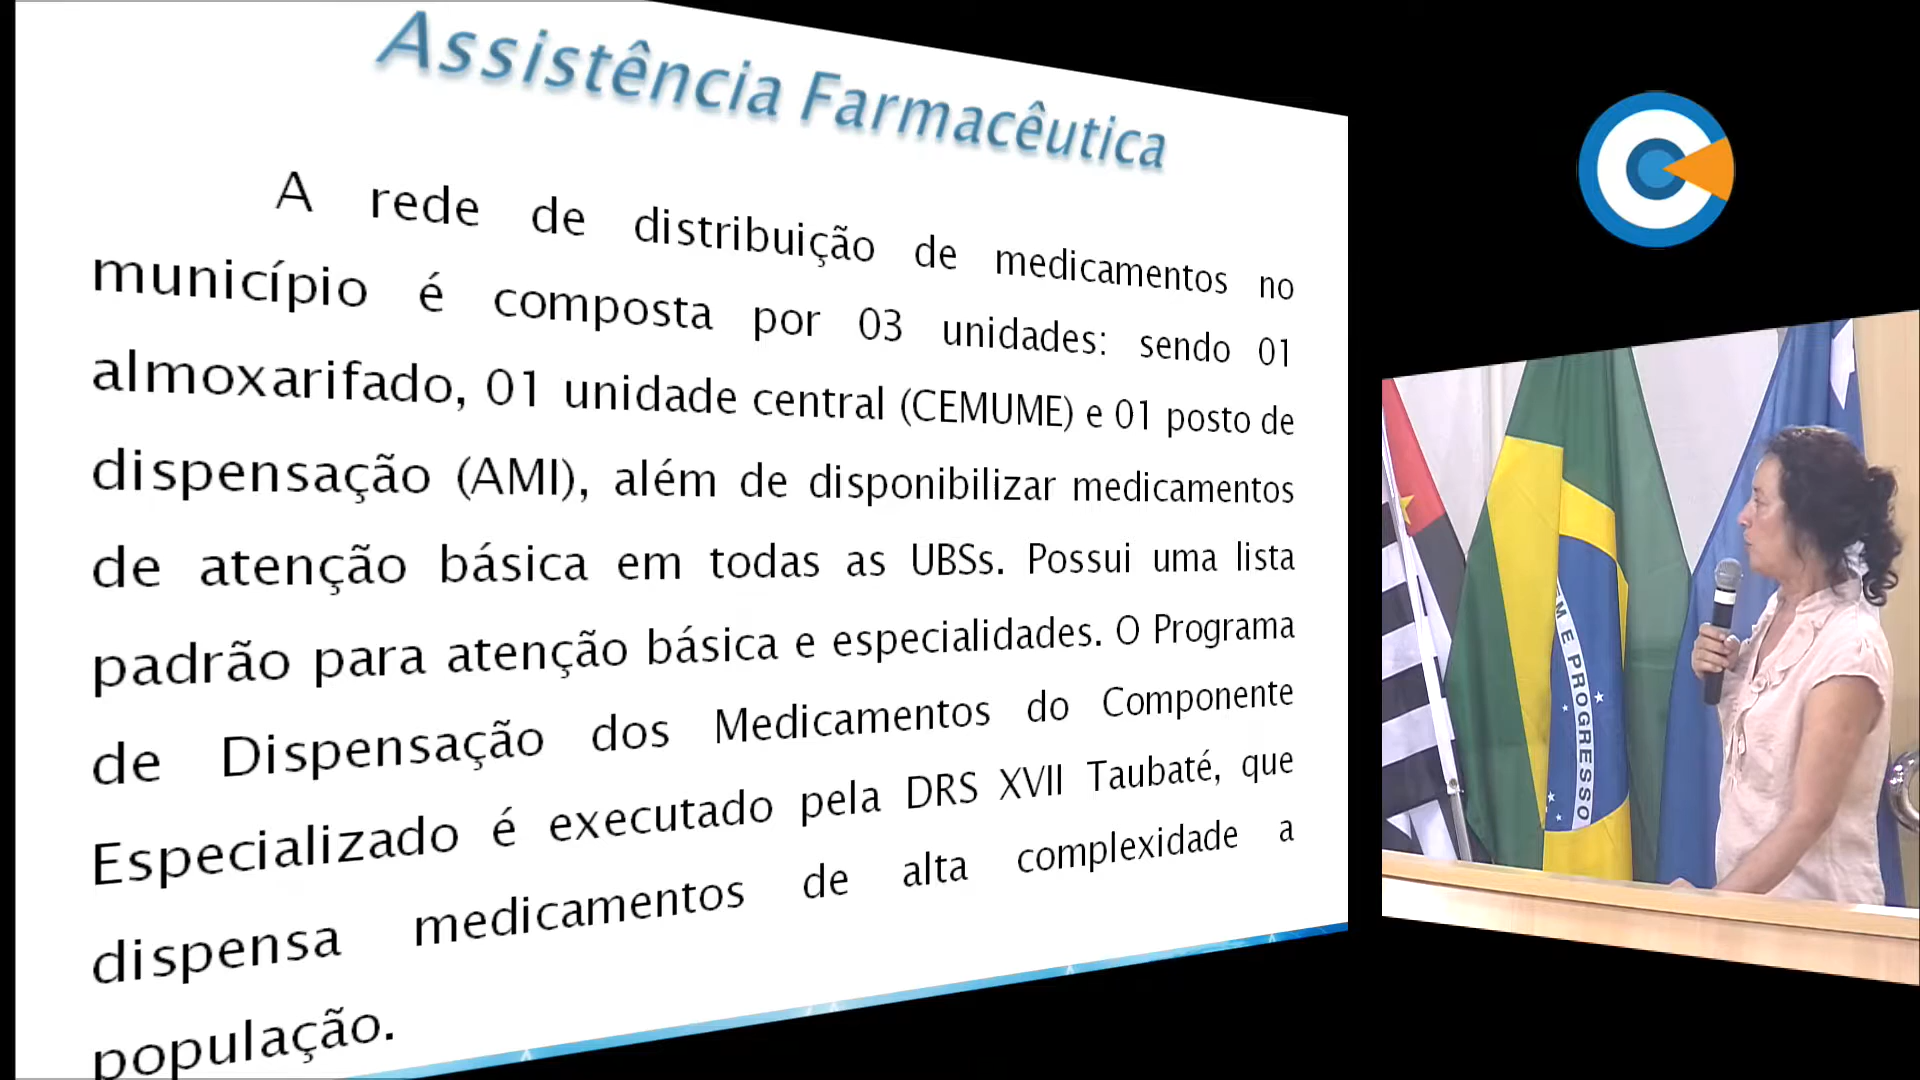 Assistência Farmacêutica
A rede de distribuição de medicamentos no
município é composta por 03 unidades: sendo 01
almoxarifado, 01 unidade central (CEMUME) e 01 posto de
dispensação (AMI), além de disponibilizar medicamentos
de atenção básica em todas as UBSs. Possui uma lista
padrão para atenção básica e especialidades. O Programa
de Dispensação dos Medicamentos do Componente
Especializado é executado pela DRS XVII Taubaté, que
dispensa medicamentos de alta complexidade a
população.
EM E PROGRESSO